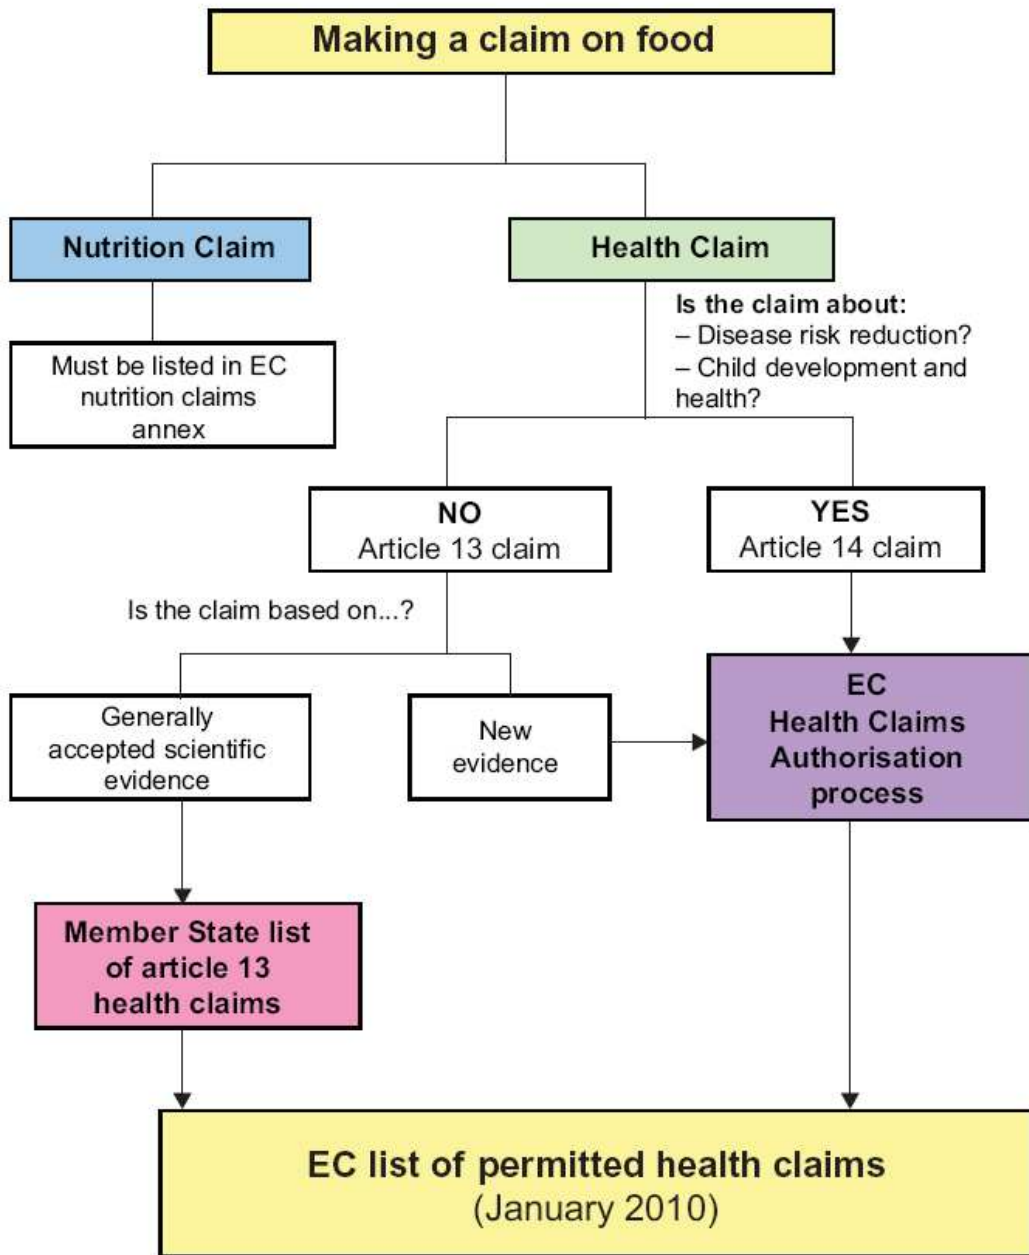 Making a claim on food
Nutrition Claim
Health Claim
Is the claim about:
– Disease risk reduction?
– Child development and
health?
Must be listed in EC
nutrition claims
annex
NO
Article 13 claim
YES
Article 14 claim
Is the claim based on...?
Generally
accepted scientific
evidence
New
evidence
EC
Health Claims
Authorisation
process
Member State list
of article 13
health claims
EC list of permitted health claims
(January 2010)